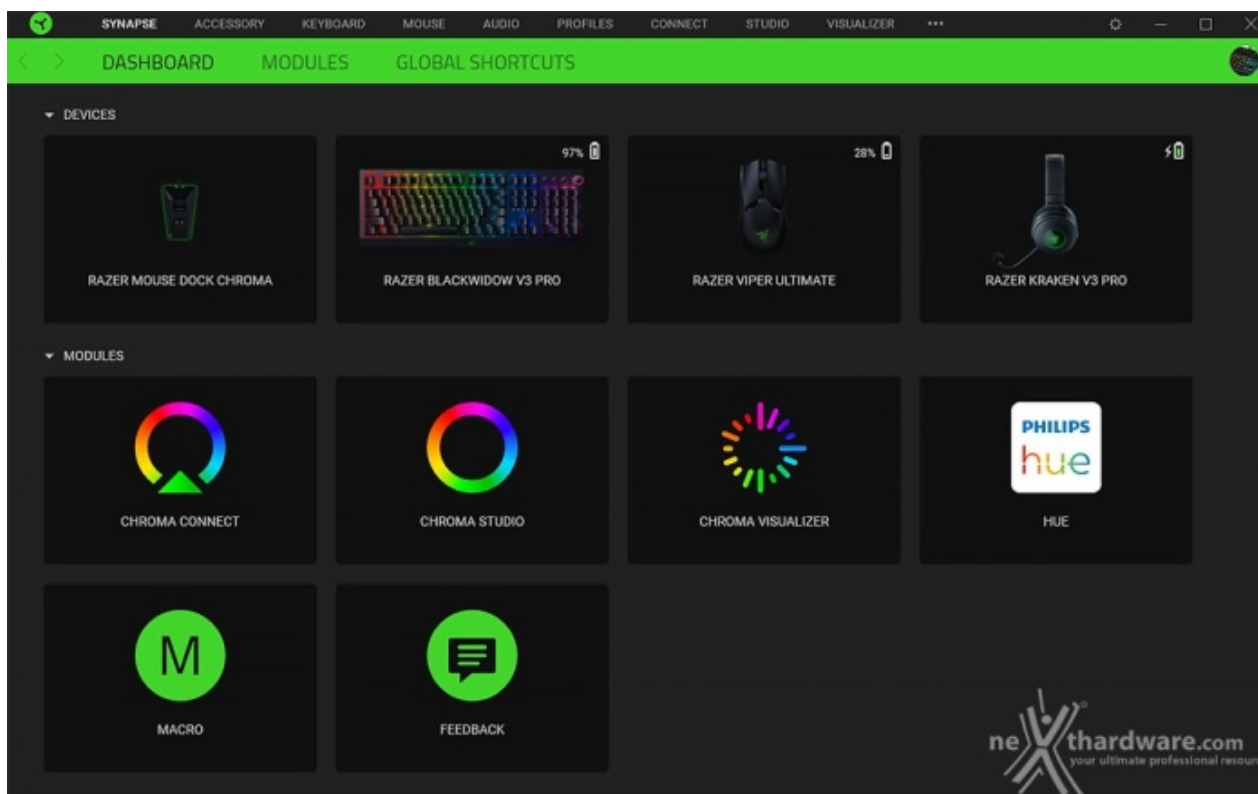 SYNAPSE ACCESSORY KEYBOARD MOUSE AUDIO PROFILES CONNECT STUDIO VISUALIZER •••
DASHBOARD MODULES GLOBAL SHORTCUTS
DEVICES
97% 28%
RAZER MOUSE DOCK CHROMA RAZER BLACKWIDOW V3 PRO RAZER VIPER ULTIMATE RAZER KRAKEN V3 PRO
MODULES
PHILIPS
hue
CHROMA CONNECT CHROMA STUDIO CHROMA VISUALIZER HUE
M
MACRO FEEDBACK
neXthardware.com
your ultimate professional resour